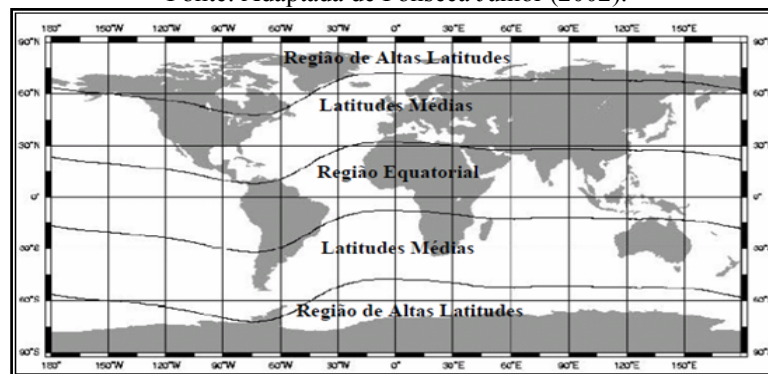 Fonte: Adaptada de Fonseca Junior (2002).
90°N
Região de Altas Latitudes
60°N
Latitudes Médias
30°N
Região Equatorial
0°
30°S
Latitudes Médias
60°S
Região de Altas Latitudes
90°S
180° 150°W 120°W 90°W 60°W 30°W 0° 30°E 60°E 90°E 120°E 150°E